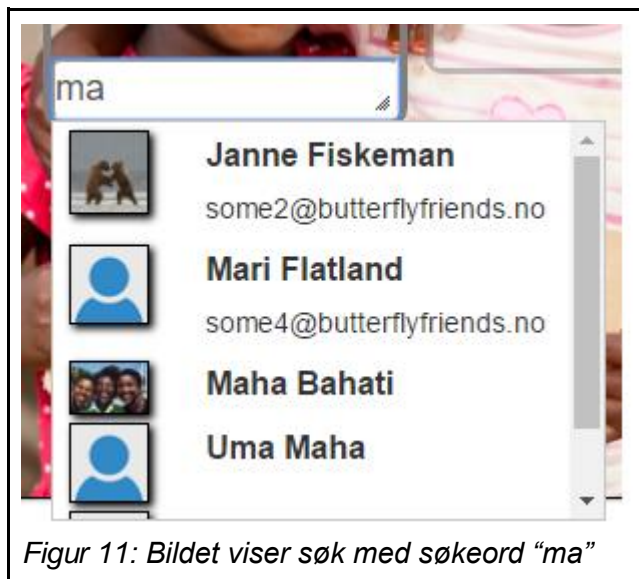 ma
Janne Fiskeman
some2@butterflyfriends.no
Mari Flatland
some4@butterflyfriends.no
Maha Bahati
Uma Maha
Figur 11: Bildet viser søk med søkeord “ma”